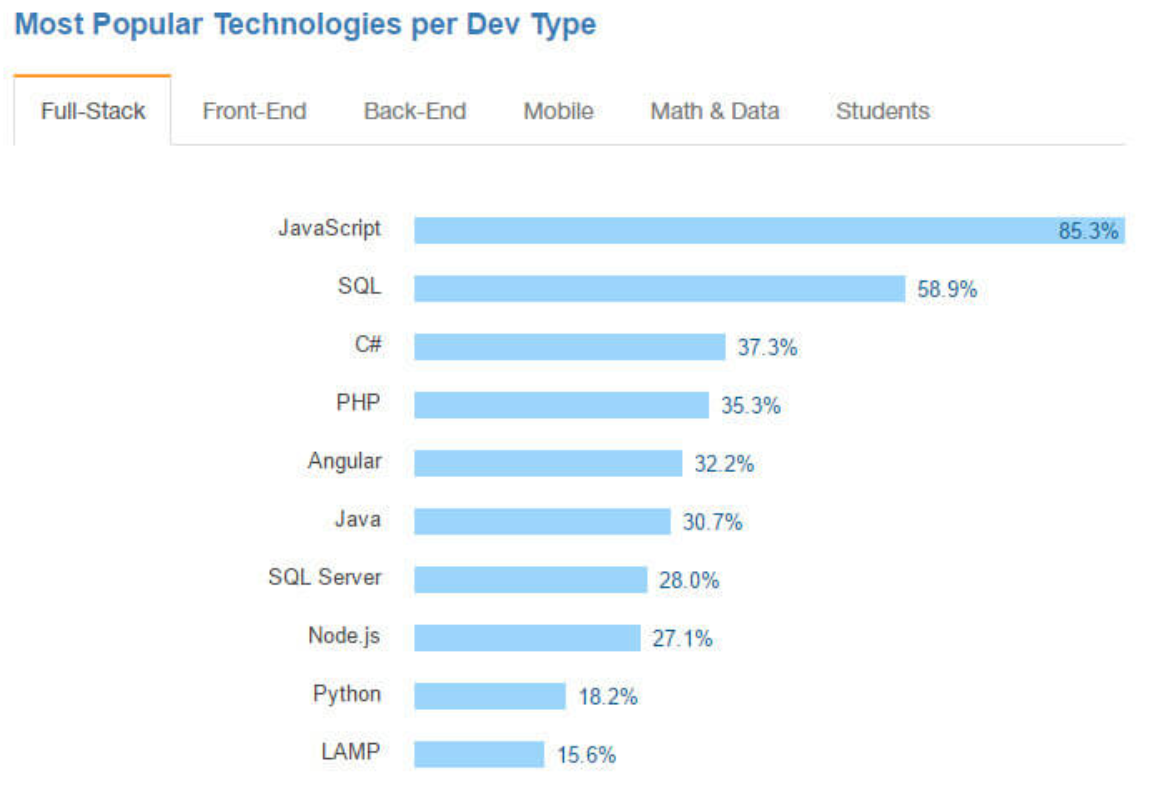 Most Popular Technologies per Dev Type
Full-Stack Front-End Back-End Mobile Math & Data Students
JavaScript 85.3%
SQL 58.9%
C# 37.3%
PHP 35.3%
Angular 32.2%
Java 30.7%
SQL Server 28.0%
Node.js 27.1%
Python 18.2%
LAMP 15.6%